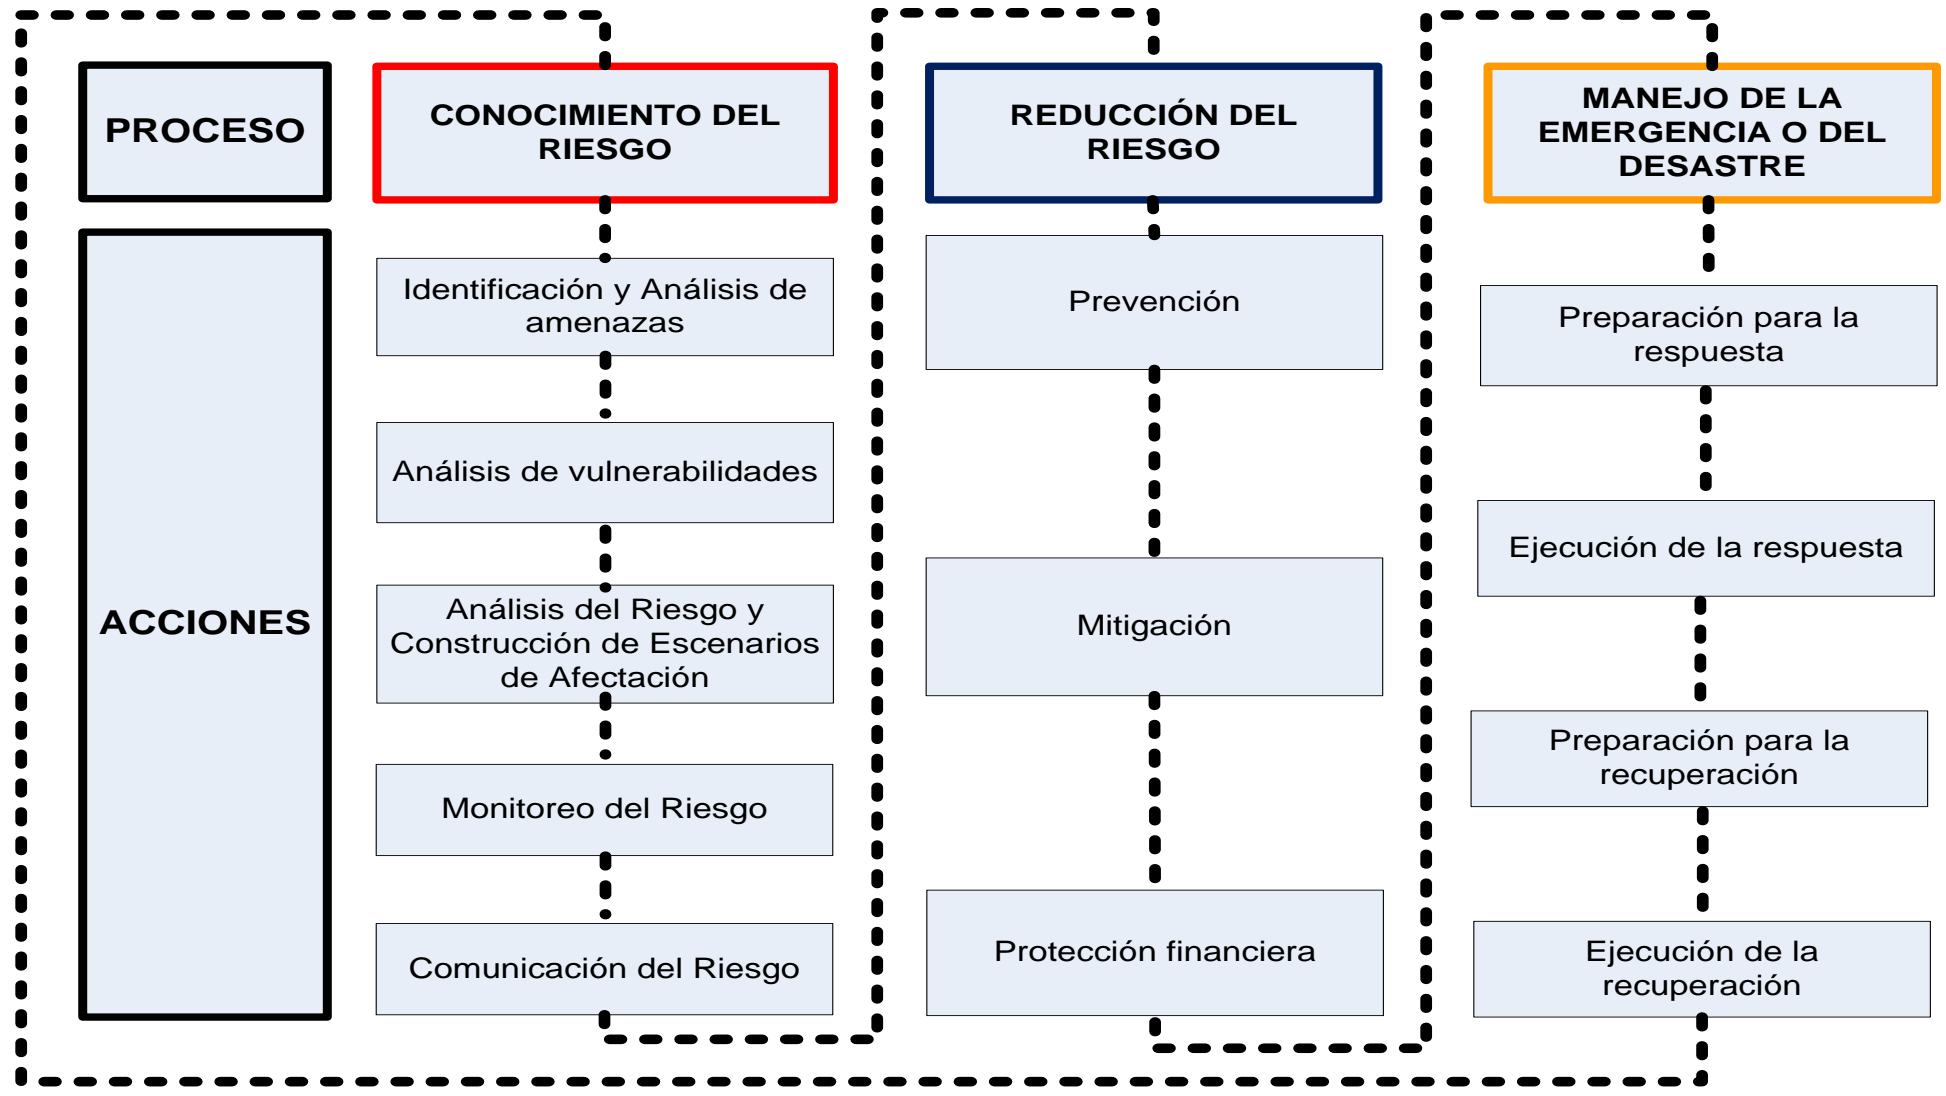 PROCESO
CONOCIMIENTO DEL
RIESGO
REDUCCIÓN DEL
RIESGO
MANEJO DE LA
EMERGENCIA O DEL
DESASTRE
ACCIONES
Identificación y Análisis de
amenazas
Análisis de vulnerabilidades
Análisis del Riesgo y
Construcción de Escenarios
de Afectación
Monitoreo del Riesgo
Comunicación del Riesgo
Prevención
Mitigación
Protección financiera
Preparación para la
respuesta
Ejecución de la respuesta
Preparación para la
recuperación
Ejecución de la
recuperación